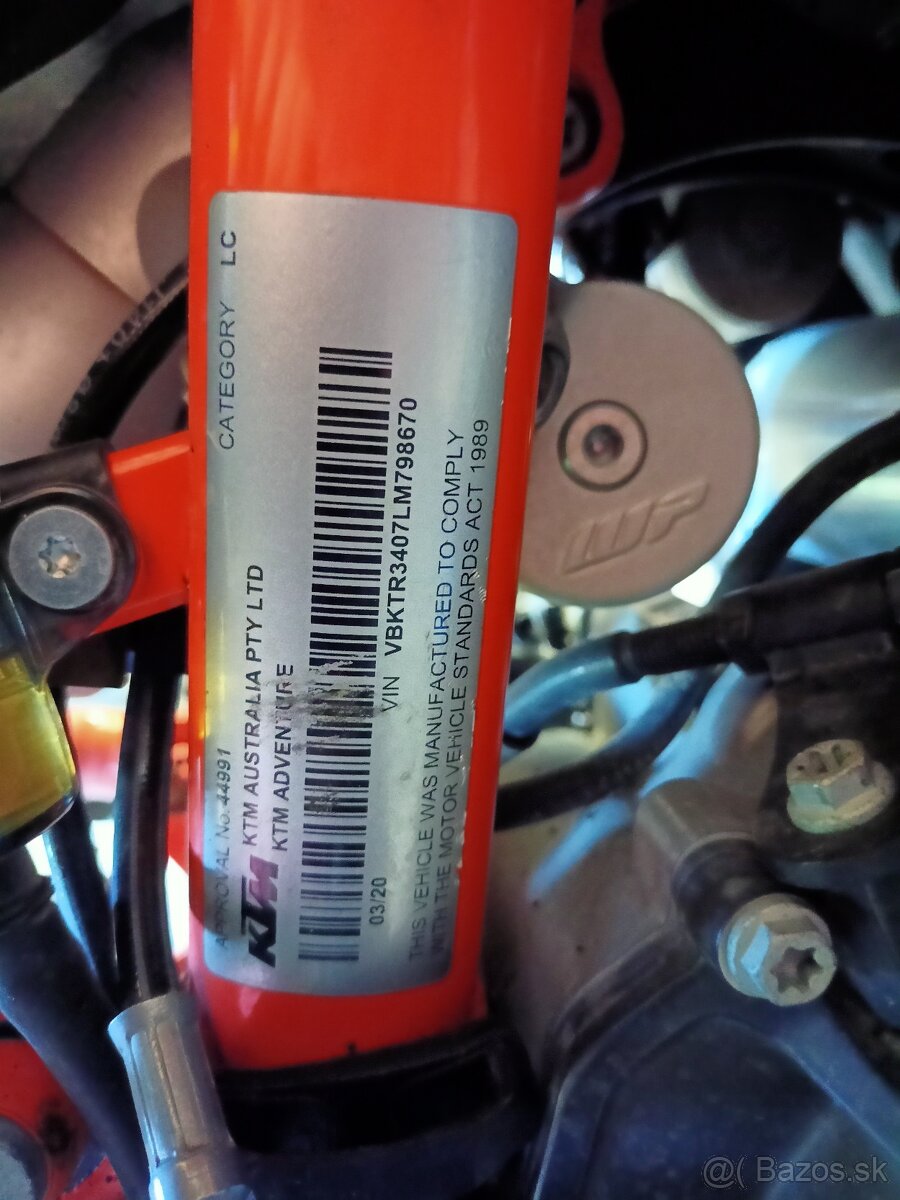 APPROVAL No. 44991 CATEGORY LC
KTM KTM AUSTRALIA PTY LTD
KTM ADVENTURE
03/20 VIN VBKTR3407LM798670
THIS VEHICLE WAS MANUFACTURED TO COMPLY
WITH THE MOTOR VEHICLE STANDARDS ACT 1989
WP
@( Bazos.sk